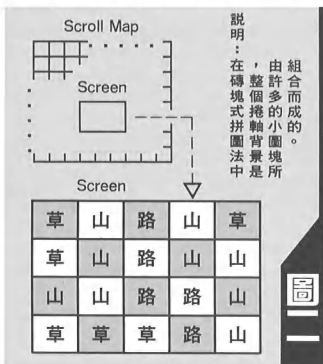 Scroll Map
Screen
說明：在磚塊式拼圖法中
，整個捲軸背景是
由許多的小圖塊所
組合而成的。
Screen
草 山 路 山 草
草 山 路 山 山
山 山 路 路 山
草 草 草 路 山
圖二